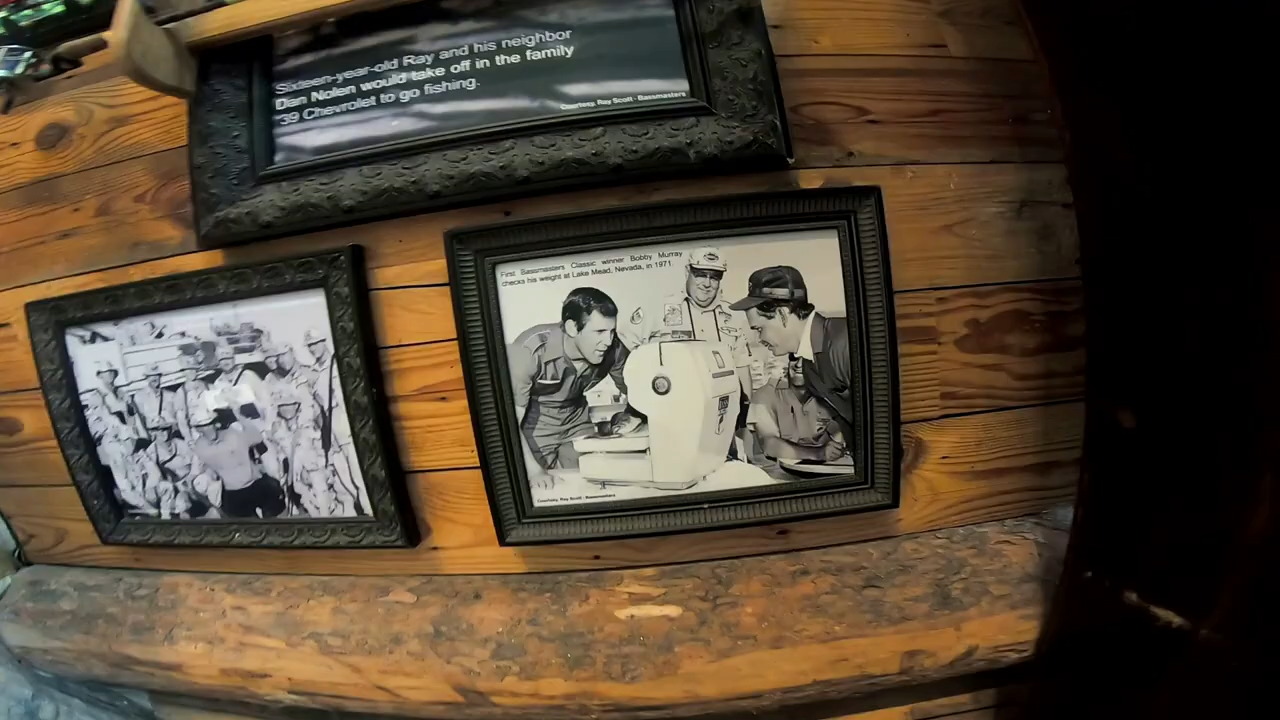 Sixteen-year-old Ray and his neighbor
Dan Nolen would take off in the family
'39 Chevrolet to go fishing.
Courtesy Ray Scott - Bassmasters
First Bassmasters Classic winner Bobby Murray
checks his weight at Lake Mead, Nevada, in 1971.
Courtesy Ray Scott - Bassmasters